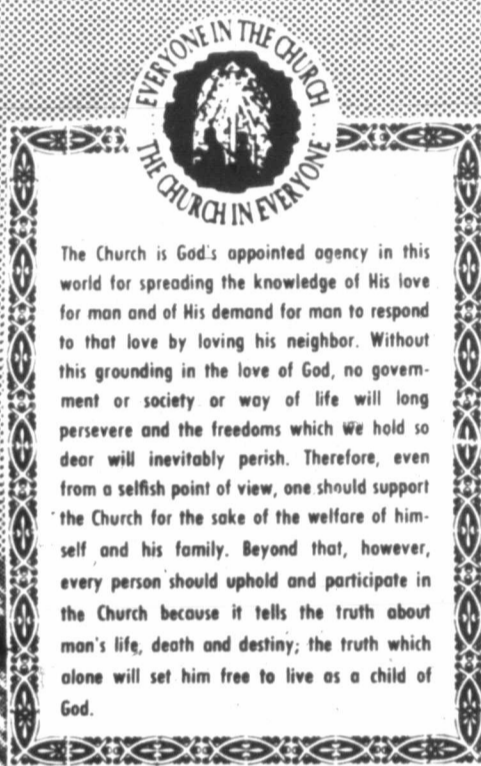 EVERYONE IN THE CHURCH
THE CHURCH IN EVERYONE
The Church is God's appointed agency in this
world for spreading the knowledge of His love
for man and of His demand for man to respond
to that love by loving his neighbor. Without
this grounding in the love of God, no govern-
ment or society or way of life will long
persevere and the freedoms which we hold so
dear will inevitably perish. Therefore, even
from a selfish point of view, one should support
the Church for the sake of the welfare of him-
self and his family. Beyond that, however,
every person should uphold and participate in
the Church because it tells the truth about
man's life, death and destiny; the truth which
alone will set him free to live as a child of
God.